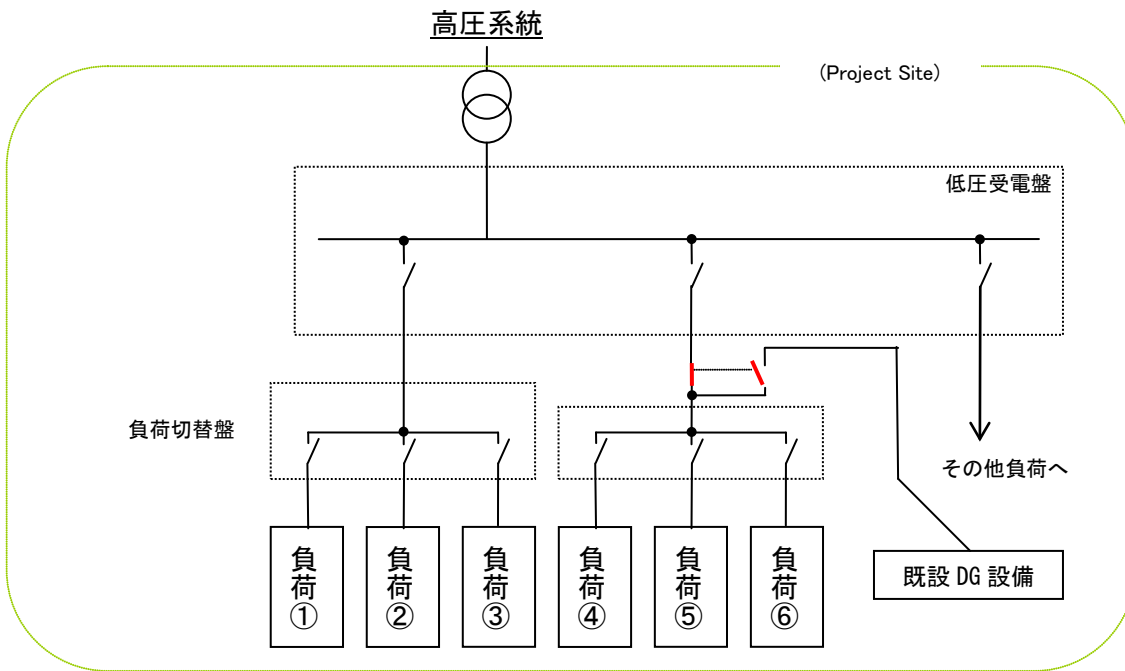 高圧系統
(Project Site)
低圧受電盤
負荷切替盤
その他負荷へ
負荷①
負荷②
負荷③
負荷④
負荷⑤
負荷⑥
既設 DG 設備